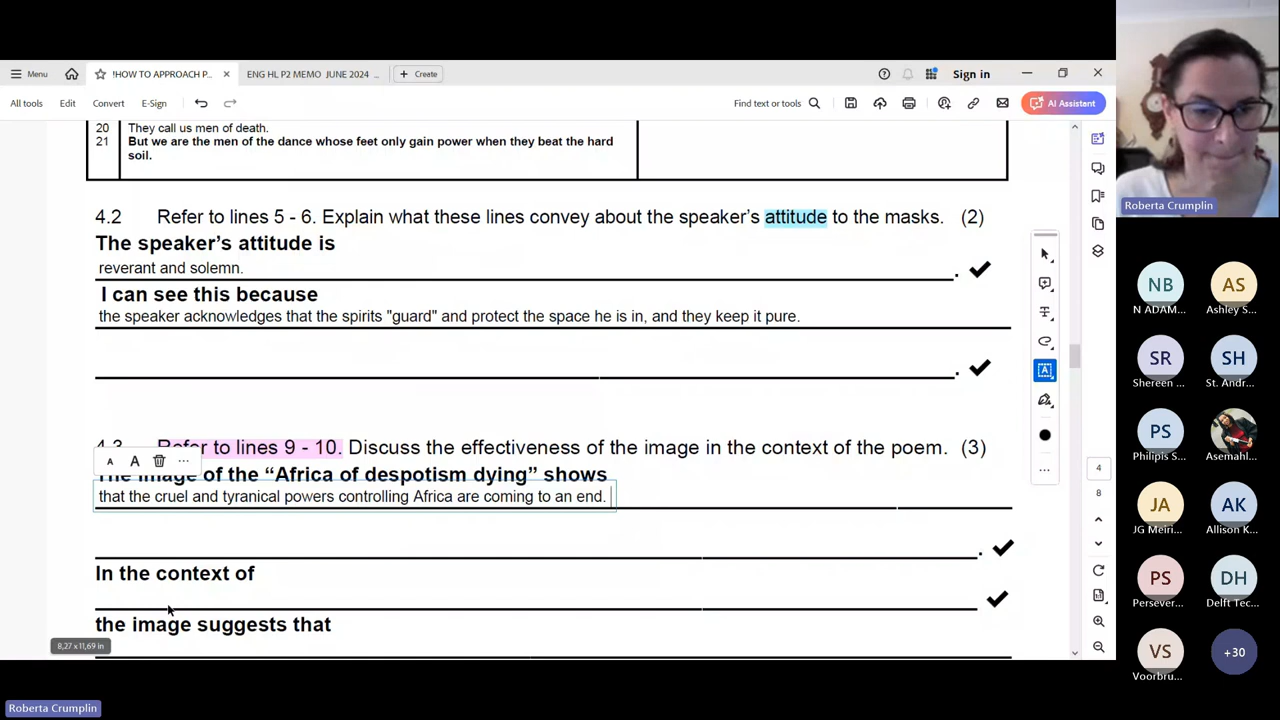 Menu
!HOW TO APPROACH P...
ENG HL P2 MEMO JUNE 2024 ...
Create
Sign in
All tools
Edit
Convert
E-Sign
Find text or tools
AI Assistant
20 They call us men of death.
21 But we are the men of the dance whose feet only gain power when they beat the hard
soil.
4.2 Refer to lines 5 - 6. Explain what these lines convey about the speaker's attitude to the masks. (2)
The speaker's attitude is
reverant and solemn.
I can see this because
the speaker acknowledges that the spirits "guard" and protect the space he is in, and they keep it pure.
4.3 Refer to lines 9 - 10. Discuss the effectiveness of the image in the context of the poem. (3)
The image of the "Africa of despotism dying" shows
that the cruel and tyranical powers controlling Africa are coming to an end.
In the context of
the image suggests that
8,27 x 11,69 in
4
8
Roberta Crumplin
NB
N ADAM...
AS
Ashley S...
SR
Shereen ...
SH
St. Andr...
PS
Philipis S...
Asemahl...
JA
JG Meiri...
AK
Allison K...
PS
Persever...
DH
Delft Tec...
VS
Voorbru...
+30
Roberta Crumplin